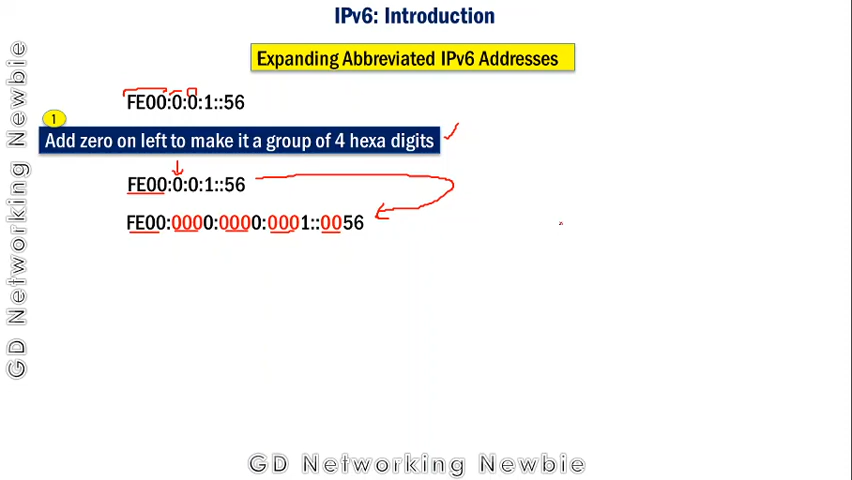 IPv6: Introduction
Expanding Abbreviated IPv6 Addresses
FE00:0:0:1::56
1
Add zero on left to make it a group of 4 hexa digits
FE00:0:0:1::56
FE00:0000:0000:0001::0056
GD Networking Newbie
GD Networking Newbie